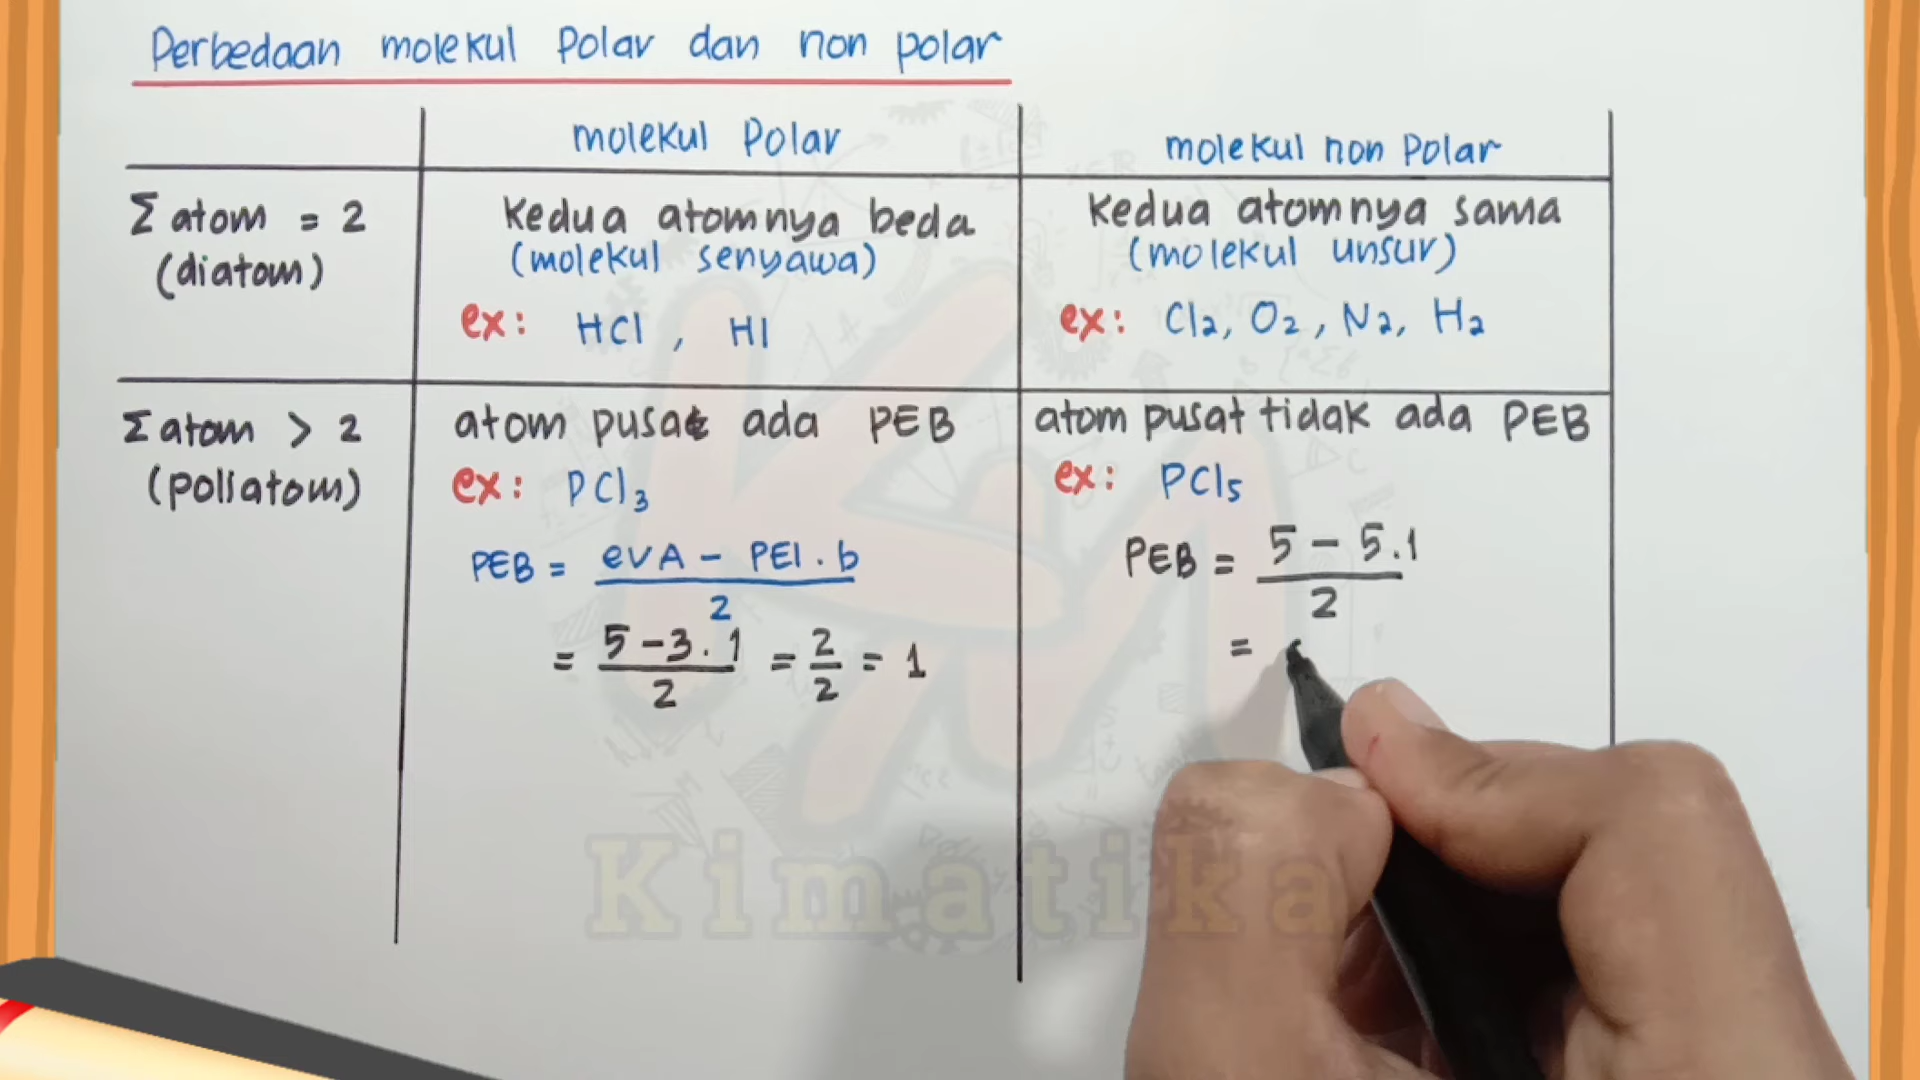 Perbedaan molekul Polar dan non polar
molekul Polar
molekul non Polar
Σ atom = 2
(diatom)
Kedua atomnya beda
(molekul senyawa)
ex: HCl , HI
Kedua atomnya sama
(molekul unsur)
ex: Cl₂, O₂, N₂, H₂
Σ atom > 2
(poliatom)
atom pusat ada PEB
ex: PCl₃
PEB = eVA - PEI . b
2
= 5 - 3 . 1 = 2 = 1
2 2
atom pusat tidak ada PEB
ex: PCl₅
PEB = 5 - 5 . 1
2
=
Kimatika